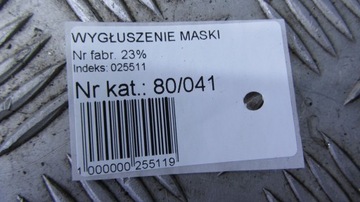 WYGŁUSZENIE MASKI
Nr fabr. 23%
Indeks: 025511
Nr kat.: 80/041
1 000000 255119